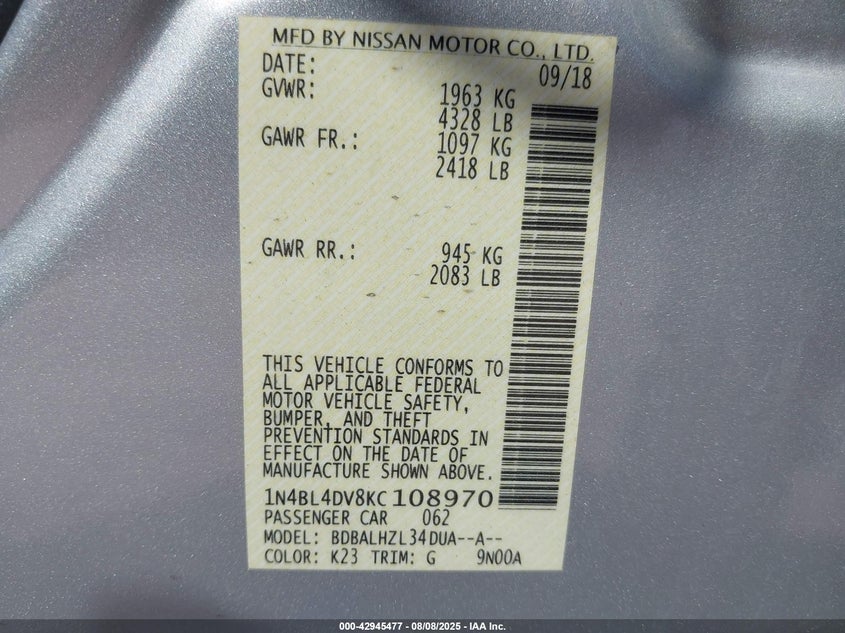 MFD BY NISSAN MOTOR CO., LTD.
DATE: 09/18
GVWR: 1963 KG
4328 LB
GAWR FR.: 1097 KG
2418 LB
GAWR RR.: 945 KG
2083 LB
THIS VEHICLE CONFORMS TO
ALL APPLICABLE FEDERAL
MOTOR VEHICLE SAFETY,
BUMPER, AND THEFT
PREVENTION STANDARDS IN
EFFECT ON THE DATE OF
MANUFACTURE SHOWN ABOVE.
1N4BL4DV8KC108970
PASSENGER CAR 062
MODEL: BDBALHZL34DUA--A--
COLOR: K23 TRIM: G 9N00A
000-42945477 - 08/08/2025 - IAA Inc.